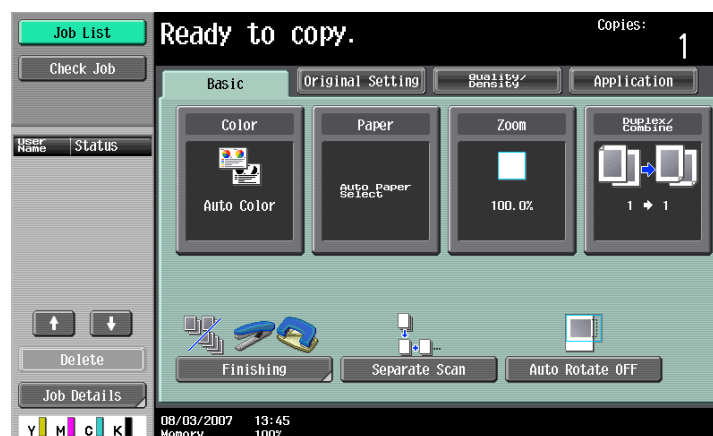 Job List
Ready to copy.
Copies:
1
Check Job
Basic
Original Setting
Quality/
Density
Application
User
Name
Status
Color
Paper
Zoom
Duplex/
Combine
Auto Color
Auto Paper
Select
100.0%
1 → 1
Finishing
Separate Scan
Auto Rotate OFF
Delete
Job Details
Y M C K
08/03/2007 13:45
Memory 100%